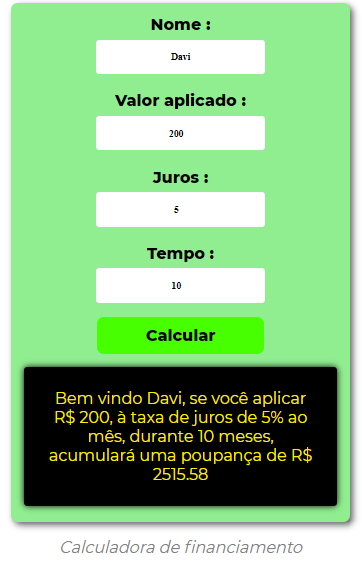 Nome :
Davi
Valor aplicado :
200
Juros :
5
Tempo :
10
Calcular
Bem vindo Davi, se você aplicar
R$ 200, à taxa de juros de 5% ao
mês, durante 10 meses,
acumulará uma poupança de R$
2515.58
Calculadora de financiamento